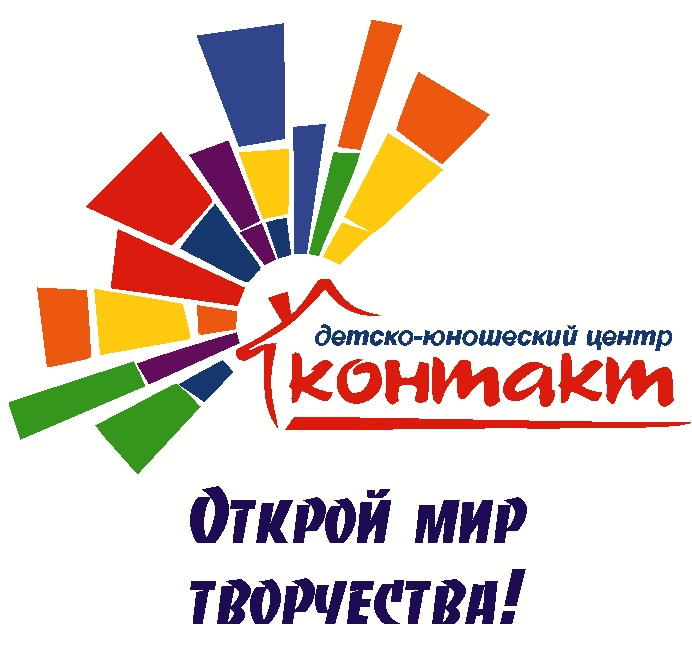 детско-юношеский центр
контакт
Открой мир
творчества!